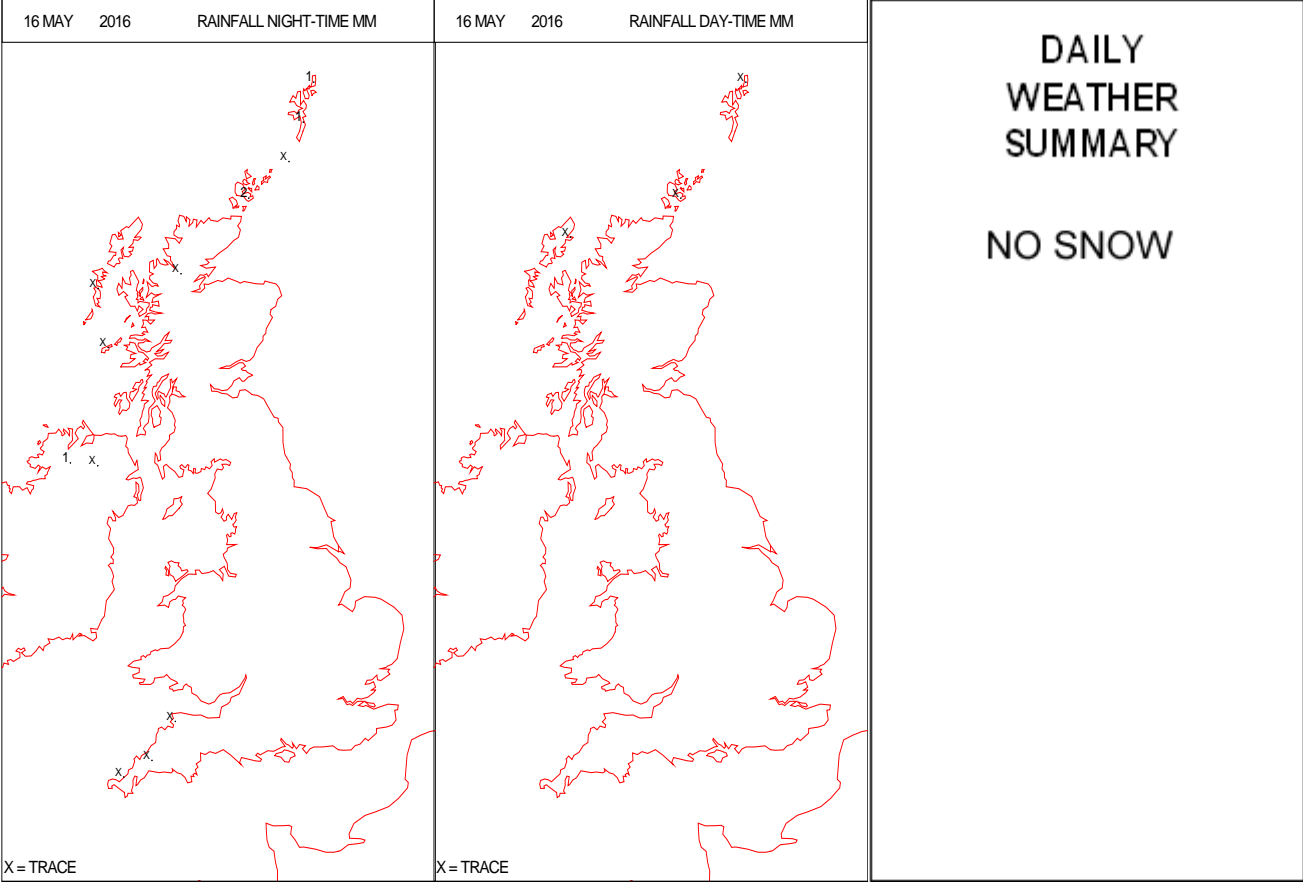 16 MAY 2016 RAINFALL NIGHT-TIME MM
1
1.
X.
2.
X.
X.
X.
1. X.
X.
X.
X.
X = TRACE
16 MAY 2016 RAINFALL DAY-TIME MM
X
X.
X.
X = TRACE
DAILY
WEATHER
SUMMARY
NO SNOW